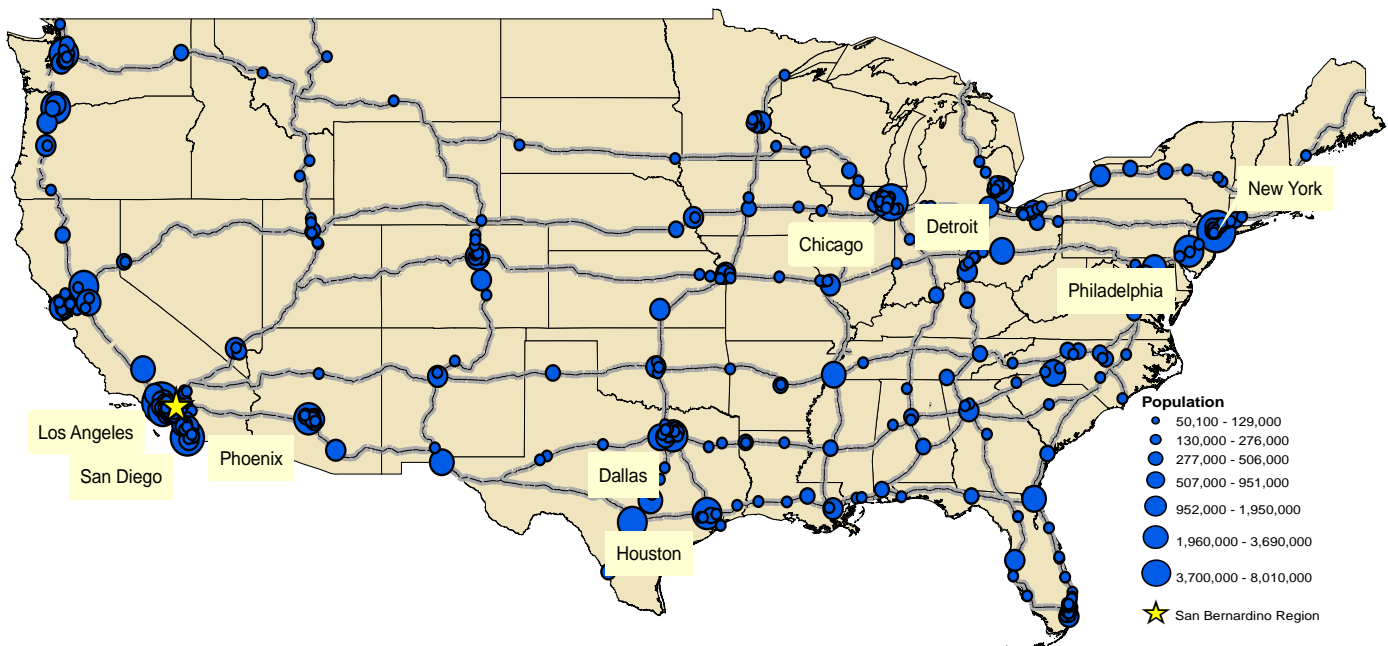 New York
Detroit
Chicago
Philadelphia
Los Angeles
San Diego
Phoenix
Dallas
Houston
Population
50,100 - 129,000
130,000 - 276,000
277,000 - 506,000
507,000 - 951,000
952,000 - 1,950,000
1,960,000 - 3,690,000
3,700,000 - 8,010,000
San Bernardino Region